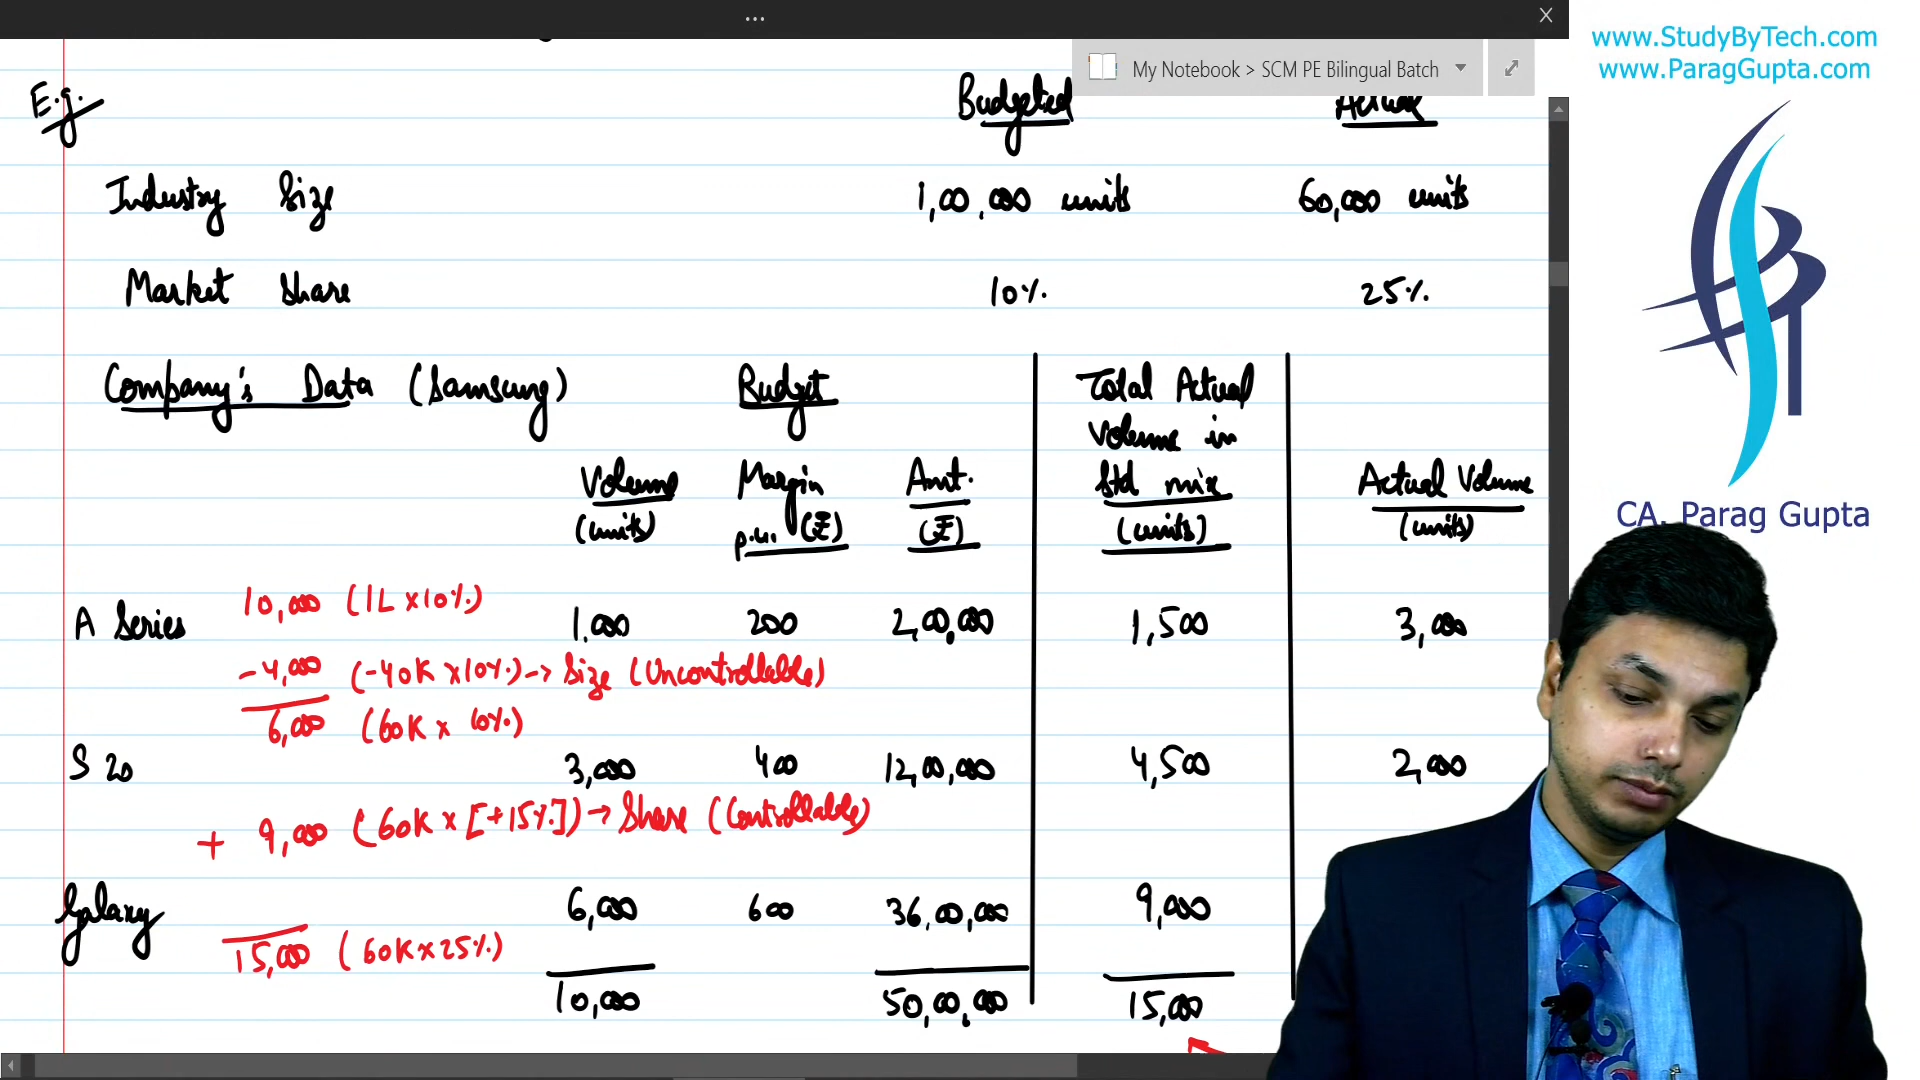 ...
X
www.StudyByTech.com
www.ParagGupta.com
My Notebook > SCM PE Bilingual Batch
E.g. Budgeted Actual
Industry Size 1,00,000 units 60,000 units
Market Share 10% 25%
Company's Data (Samsung) Budget Total Actual Volume in Std mix (units) Actual Volume (units)
Volume (units) Margin p.u. (₹) Amt. (₹)
CA. Parag Gupta
10,000 (1L x 10%)
A Series 1,000 200 2,00,000 1,500 3,000
-4,000 (-40K x 10%) -> Size (Uncontrollable)
6,000 (60K x 10%)
S 20 3,000 400 12,00,000 4,500 2,000
+ 9,000 (60K x [+15%]) -> Share (Controllable)
Galaxy 6,000 600 36,00,000 9,000
15,000 (60K x 25%)
10,000 50,00,000 15,000